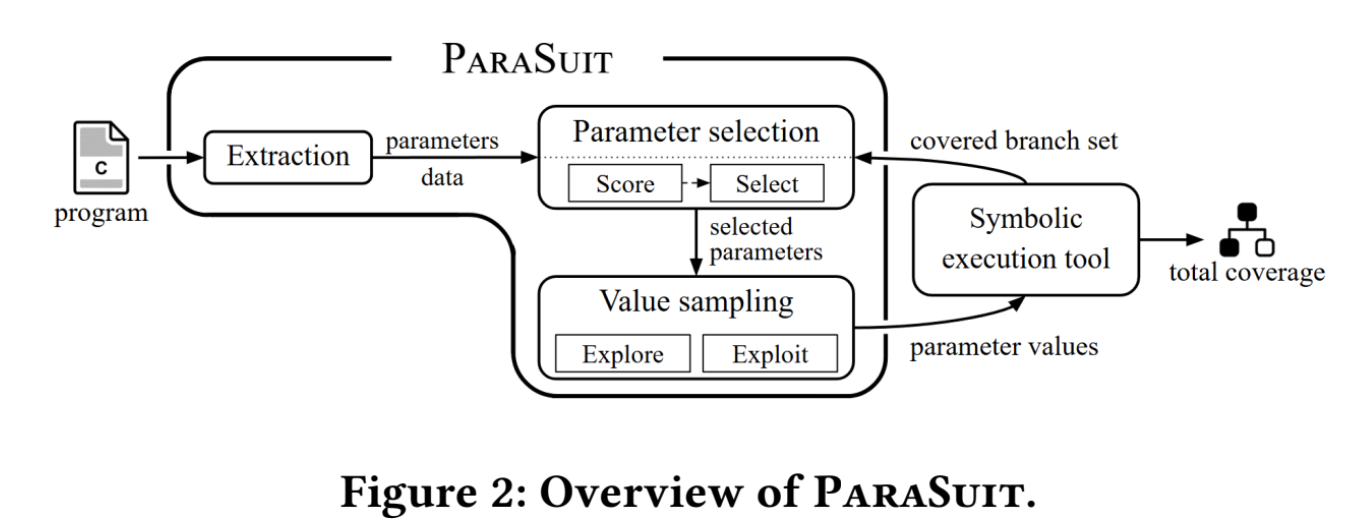 PARASUIT
C
program
Extraction
parameters
data
Parameter selection
Score
Select
selected
parameters
Value sampling
Explore
Exploit
covered branch set
Symbolic
execution tool
parameter values
total coverage
Figure 2: Overview of PARASUIT.